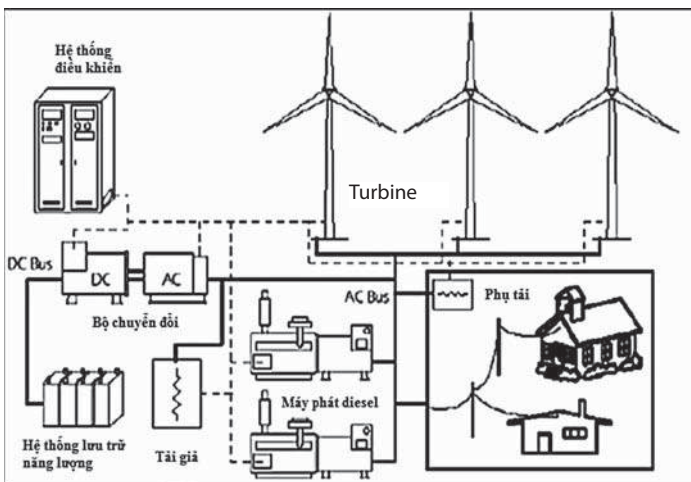 Hệ thống
điều khiển
Turbine
DC Bus
DC
AC
Bộ chuyển đổi
AC Bus
Phụ tải
Máy phát diesel
Hệ thống lưu trữ
năng lượng
Tải giả